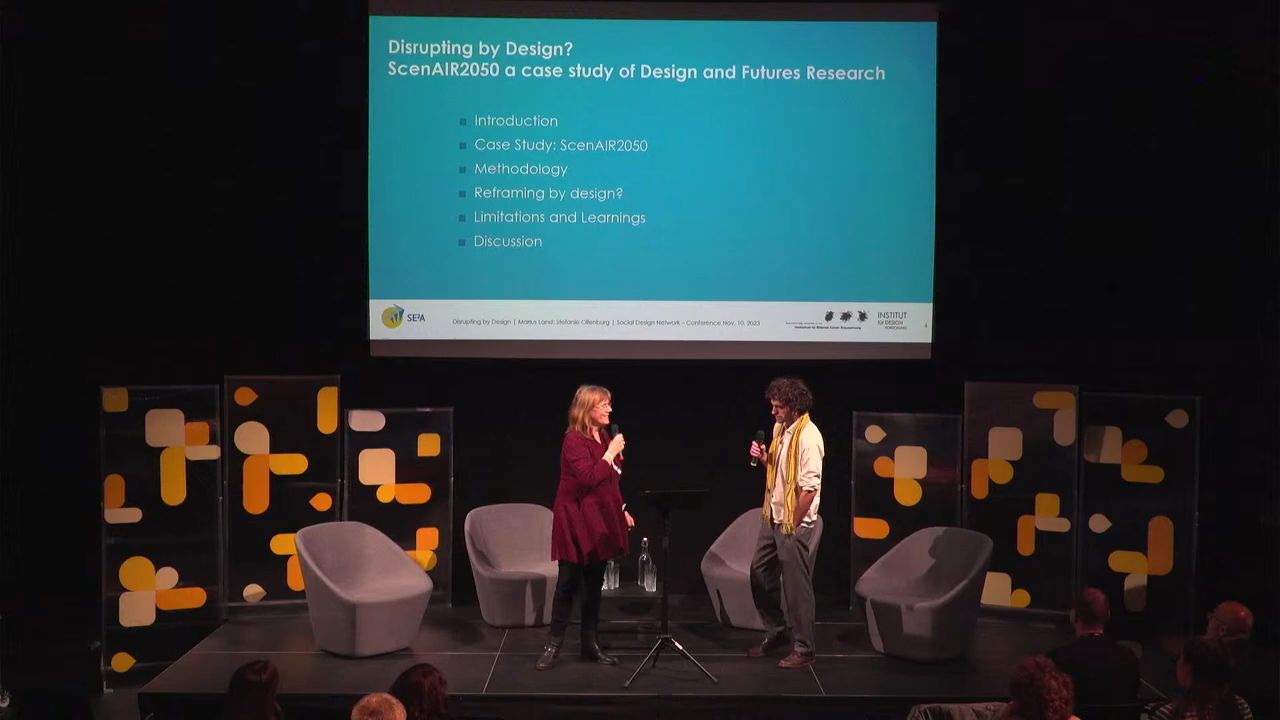 Disrupting by Design?
ScenAIR2050 a case study of Design and Futures Research
Introduction
Case Study: ScenAIR2050
Methodology
Reframing by design?
Limitations and Learnings
Discussion
Disrupting by Design | Marius Land; Stefanie Ollenburg | Social Design Network – Conference Nov. 10, 2023
INSTITUT
für DESIGN
FORSCHUNG